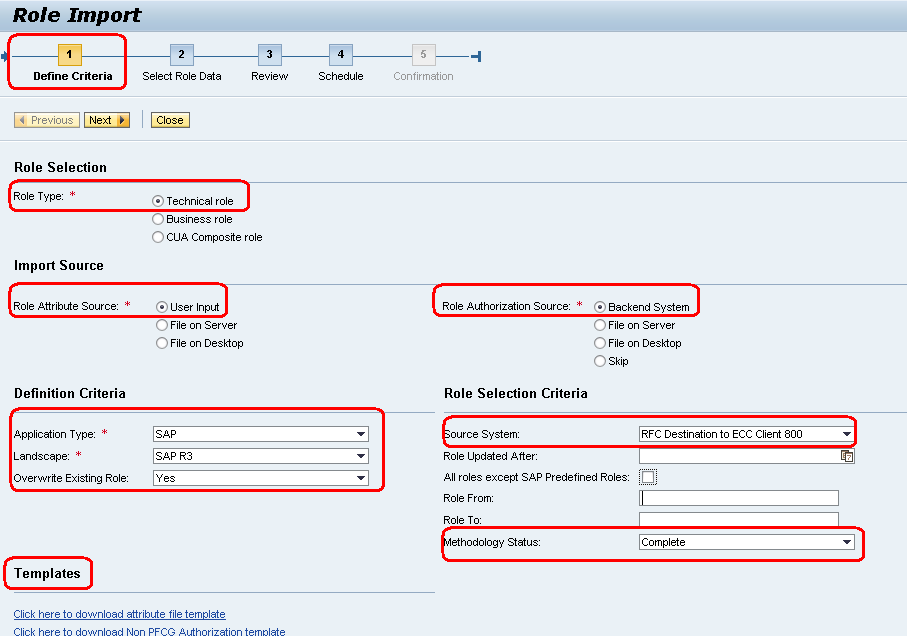 Role Import
1 2 3 4 5
Define Criteria Select Role Data Review Schedule Confirmation
Previous Next Close
Role Selection
Role Type: * Technical role
Business role
CUA Composite role
Import Source
Role Attribute Source: * User Input Role Authorization Source: * Backend System
File on Server File on Server
File on Desktop File on Desktop
Skip
Definition Criteria Role Selection Criteria
Application Type: * SAP Source System: RFC Destination to ECC Client 800
Landscape: * SAP R3 Role Updated After:
Overwrite Existing Role: Yes All roles except SAP Predefined Roles:
Role From:
Role To:
Methodology Status: Complete
Templates
Click here to download attribute file template
Click here to download Non PFCG Authorization template